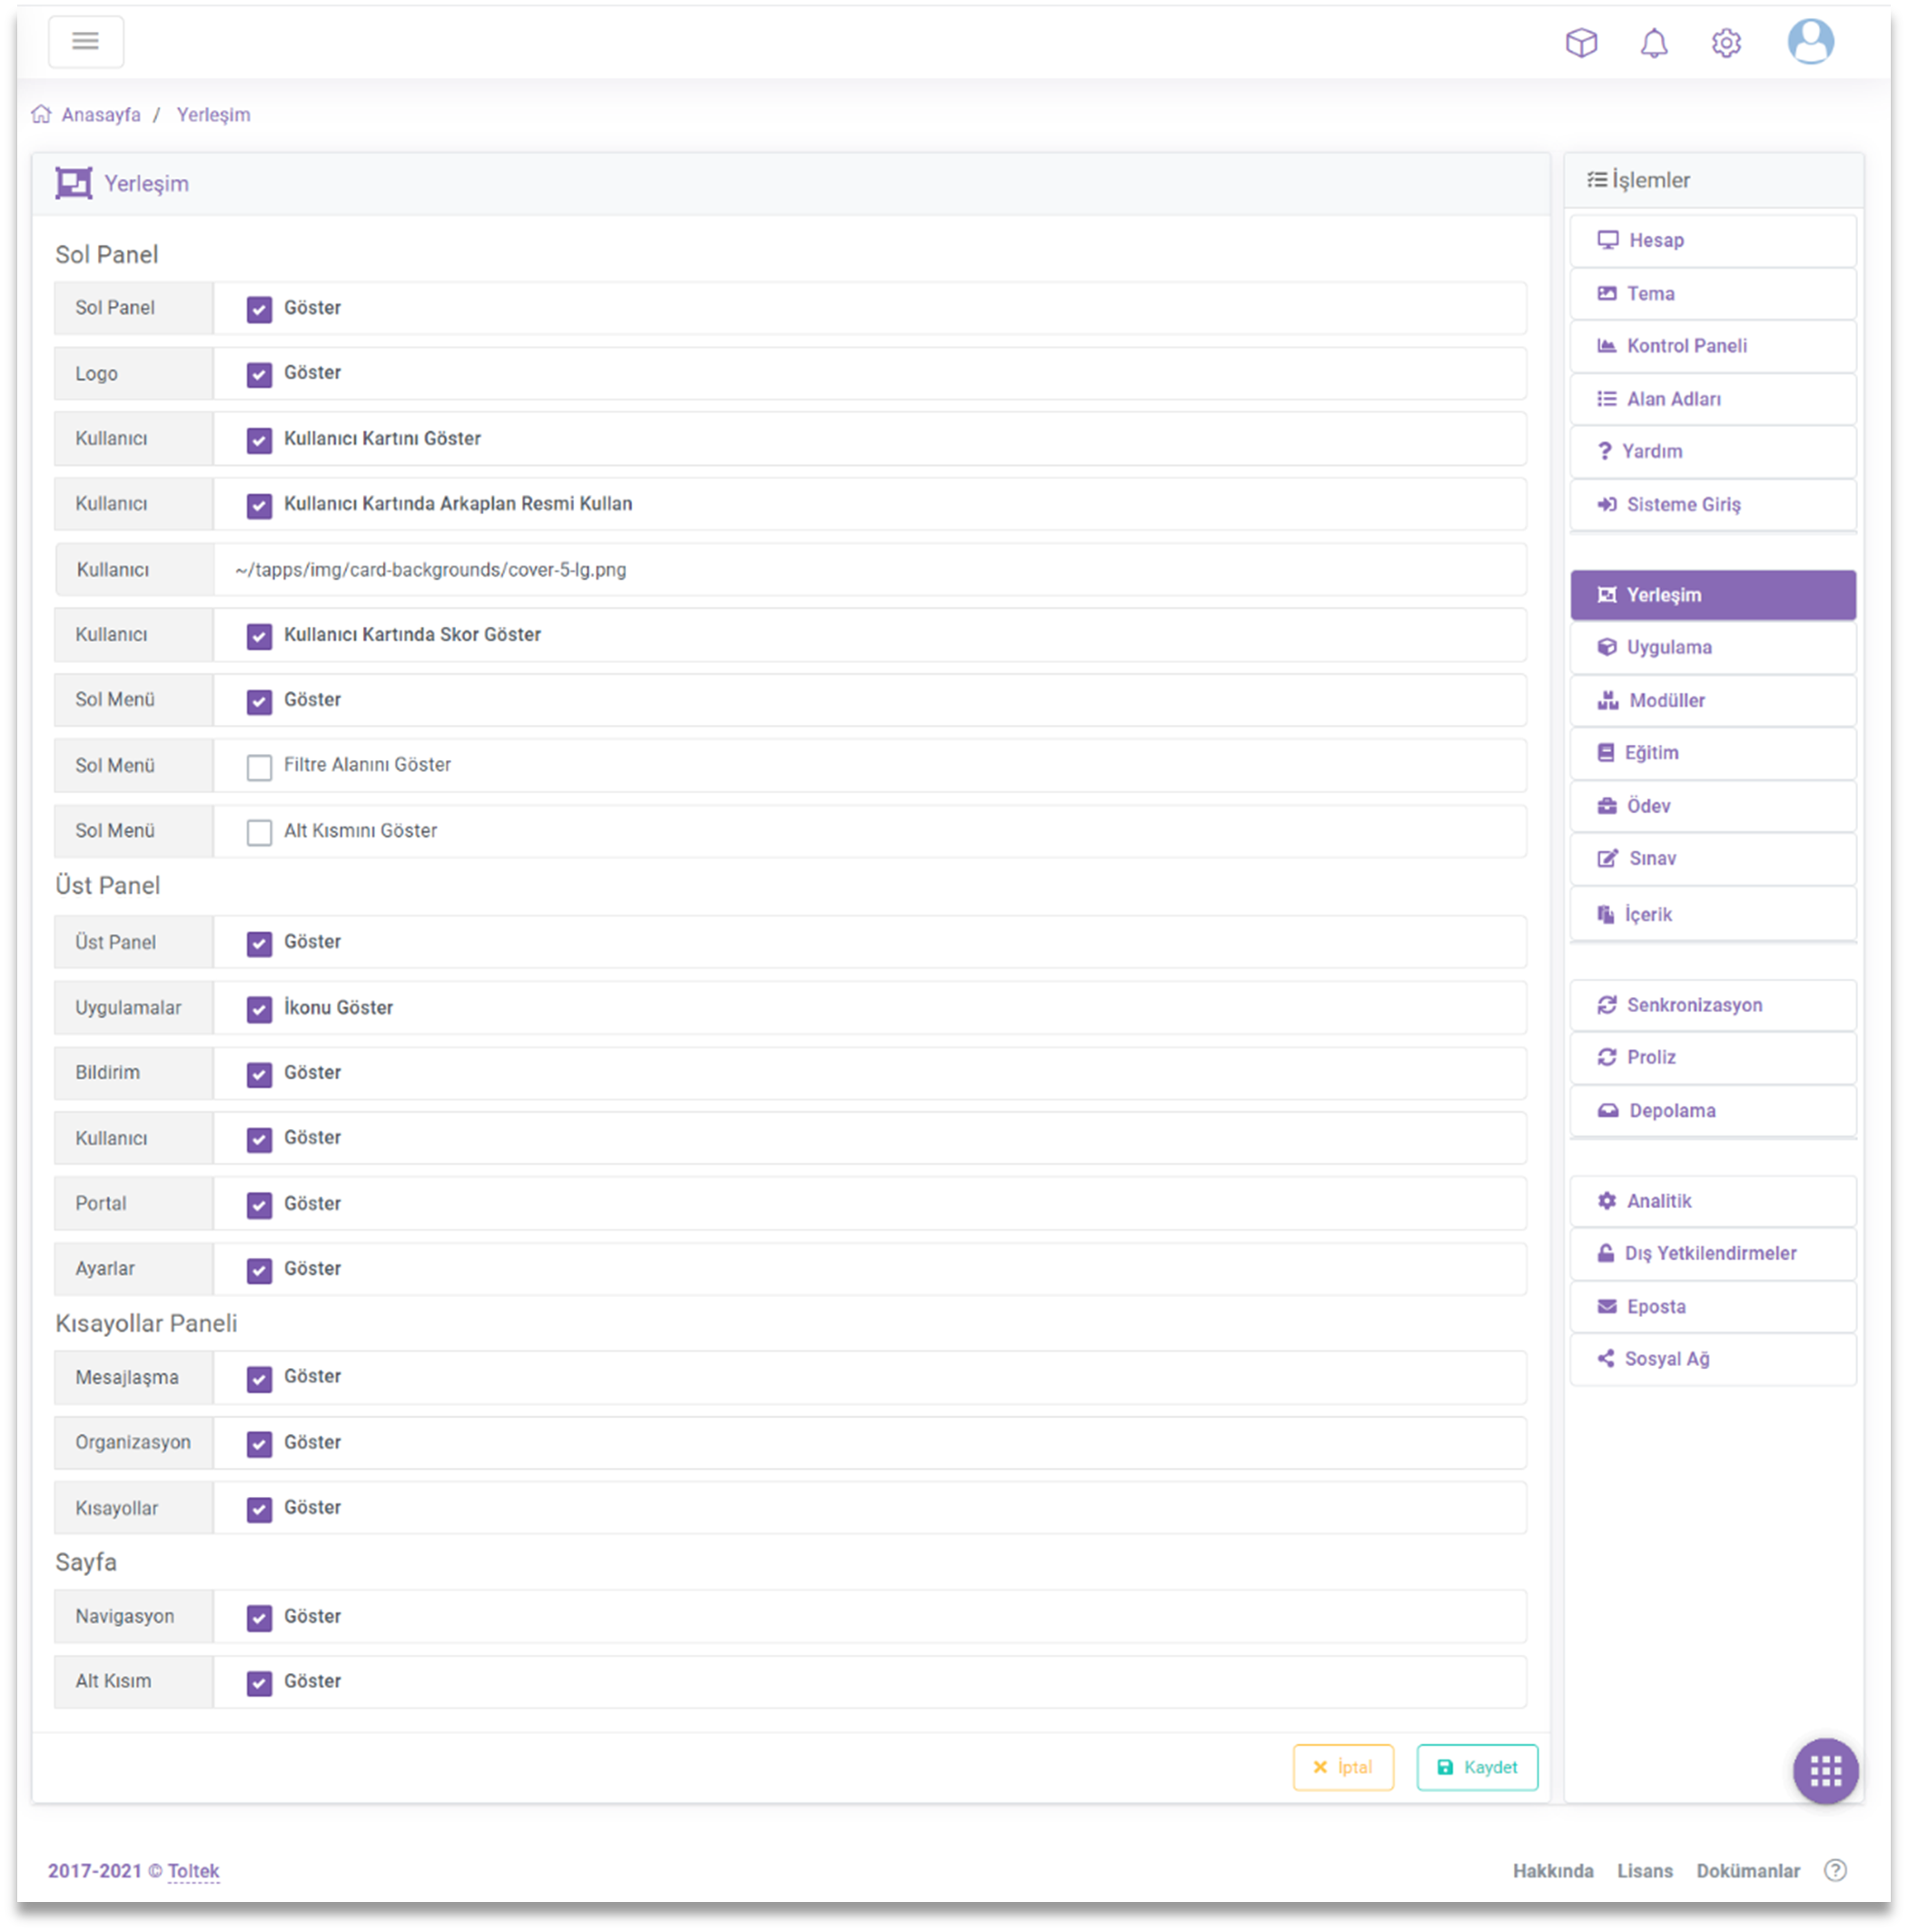 Anasayfa / Yerleşim
Yerleşim
Sol Panel
Sol Panel Göster
Logo Göster
Kullanıcı Kullanıcı Kartını Göster
Kullanıcı Kullanıcı Kartında Arkaplan Resmi Kullan
Kullanıcı ~/tapps/img/card-backgrounds/cover-5-lg.png
Kullanıcı Kullanıcı Kartında Skor Göster
Sol Menü Göster
Sol Menü Filtre Alanını Göster
Sol Menü Alt Kısmını Göster
Üst Panel
Üst Panel Göster
Uygulamalar İkonu Göster
Bildirim Göster
Kullanıcı Göster
Portal Göster
Ayarlar Göster
Kısayollar Paneli
Mesajlaşma Göster
Organizasyon Göster
Kısayollar Göster
Sayfa
Navigasyon Göster
Alt Kısım Göster
İptal Kaydet
İşlemler
Hesap
Tema
Kontrol Paneli
Alan Adları
Yardım
Sisteme Giriş
Yerleşim
Uygulama
Modüller
Eğitim
Ödev
Sınav
İçerik
Senkronizasyon
Proliz
Depolama
Analitik
Dış Yetkilendirmeler
Eposta
Sosyal Ağ
2017-2021 © Toltek
Hakkında Lisans Dokümanlar